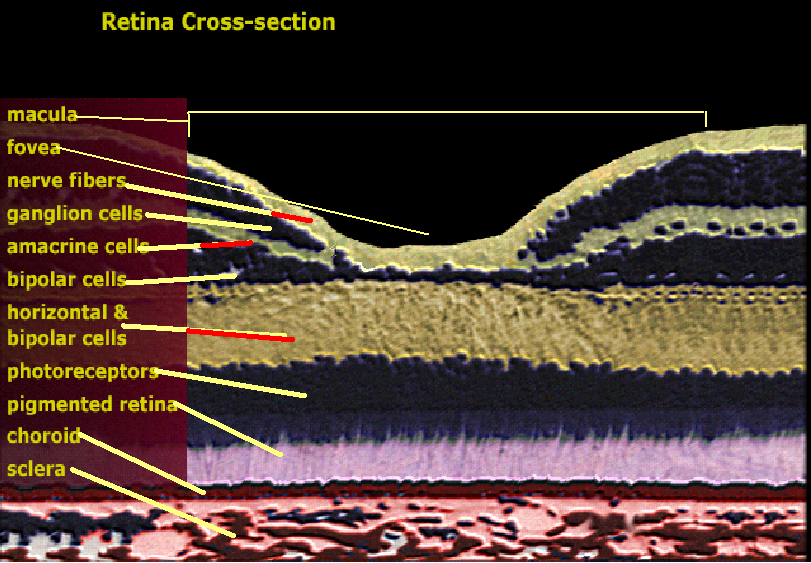 Retina Cross-section
macula
fovea
nerve fibers
ganglion cells
amacrine cells
bipolar cells
horizontal &
bipolar cells
photoreceptors
pigmented retina
choroid
sclera